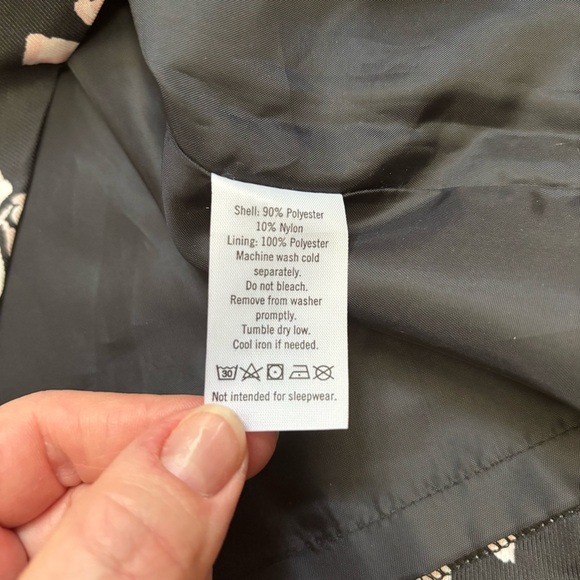 Shell: 90% Polyester
10% Nylon
Lining: 100% Polyester
Machine wash cold
separately.
Do not bleach.
Remove from washer
promptly.
Tumble dry low.
Cool iron if needed.
30
Not intended for sleepwear.